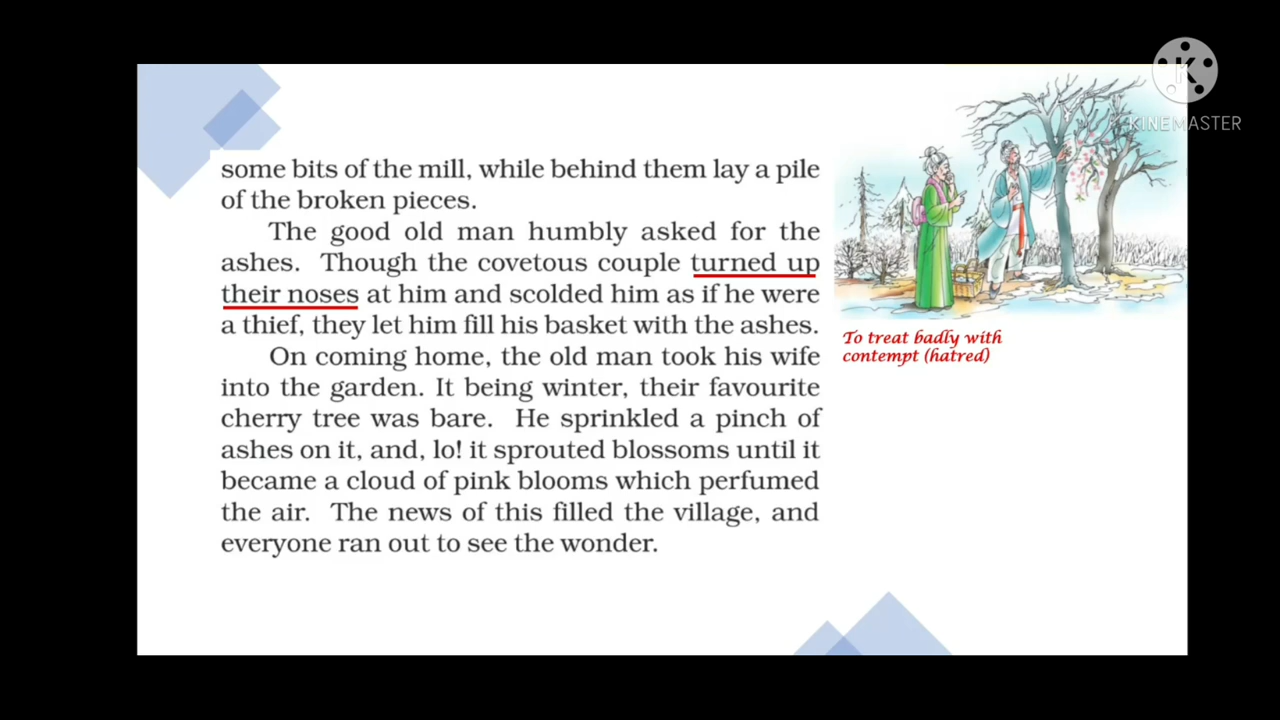 some bits of the mill, while behind them lay a pile
of the broken pieces.
The good old man humbly asked for the
ashes. Though the covetous couple turned up
their noses at him and scolded him as if he were
a thief, they let him fill his basket with the ashes.
On coming home, the old man took his wife
into the garden. It being winter, their favourite
cherry tree was bare. He sprinkled a pinch of
ashes on it, and, lo! it sprouted blossoms until it
became a cloud of pink blooms which perfumed
the air. The news of this filled the village, and
everyone ran out to see the wonder.
To treat badly with
contempt (hatred)
K
KINEMASTER